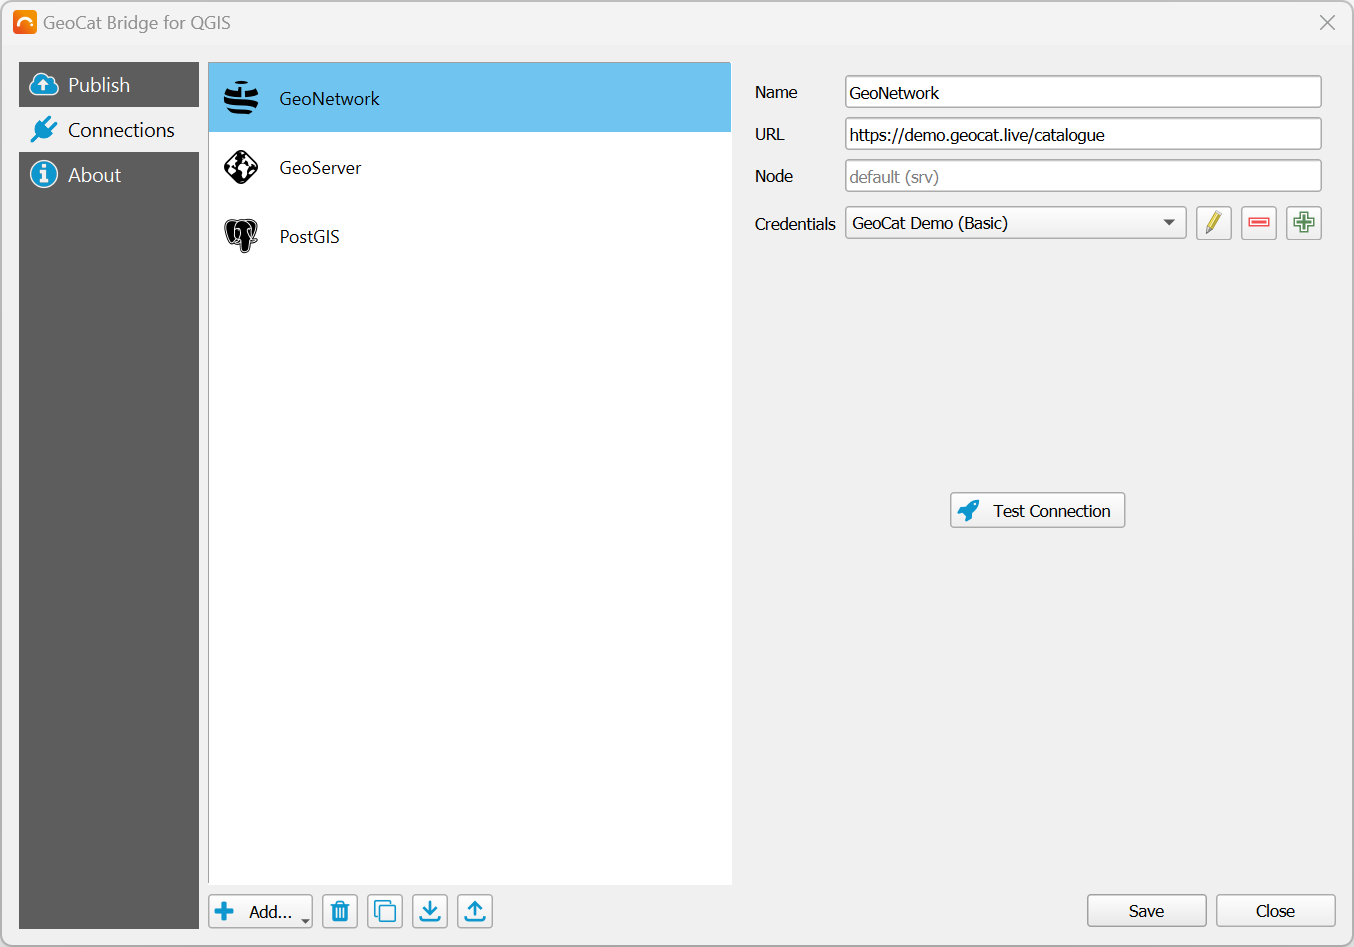 GeoCat Bridge for QGIS
Publish
Connections
About
GeoNetwork
GeoServer
PostGIS
Name
GeoNetwork
URL
https://demo.geocat.live/catalogue
Node
default (srv)
Credentials
GeoCat Demo (Basic)
Test Connection
Add...
Save
Close